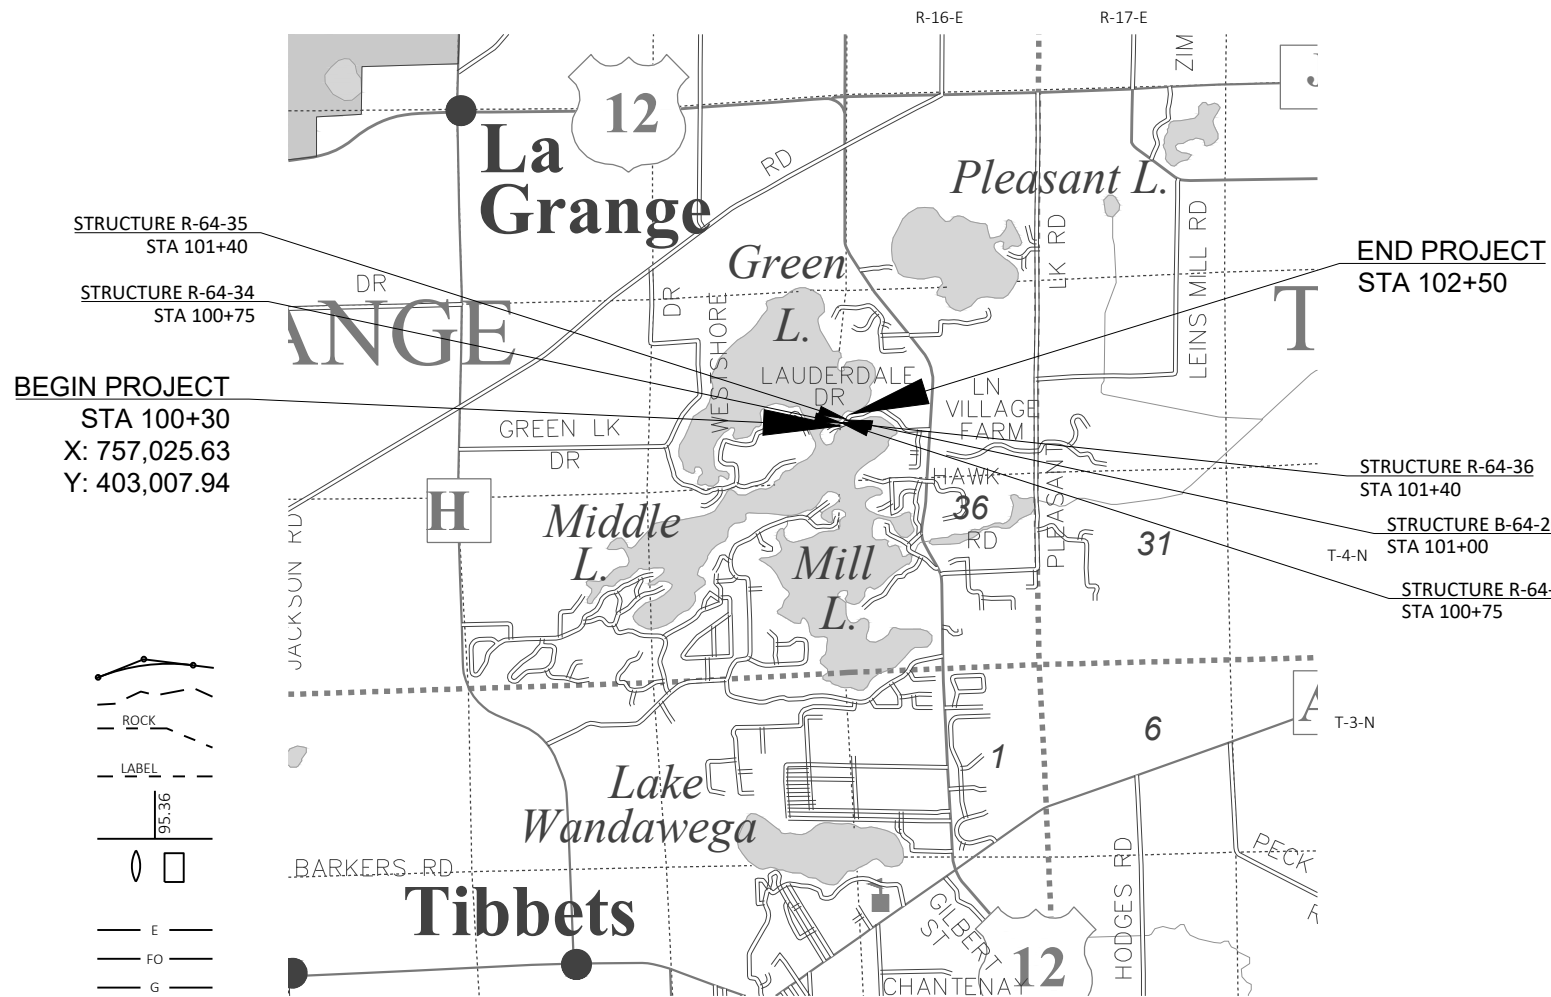 R-16-E
R-17-E
ZIM
J
12
La
Grange
RD
Pleasant L.
STRUCTURE R-64-35
STA 101+40
STRUCTURE R-64-34
STA 100+75
DR
ANGE
DR
WESTSHORE
Green
L.
LK RD
LEINS MILL RD
T
END PROJECT
STA 102+50
BEGIN PROJECT
STA 100+30
X: 757,025.63
Y: 403,007.94
LAUDERDALE
DR
LN
VILLAGE
FARM
GREEN LK
DR
HAWK
36
RD
PLEASANT
31
STRUCTURE R-64-36
STA 101+40
STRUCTURE B-64-2
STA 101+00
T-4-N
STRUCTURE R-64-
STA 100+75
H
Middle
L.
Mill
L.
JACKSON RD
ROCK
LABEL
95.36
E
FO
G
A
T-3-N
6
1
Lake
Wandawega
BARKERS RD
Tibbets
GILBERT
ST
12
HODGES RD
PECK
R
CHANTENAY